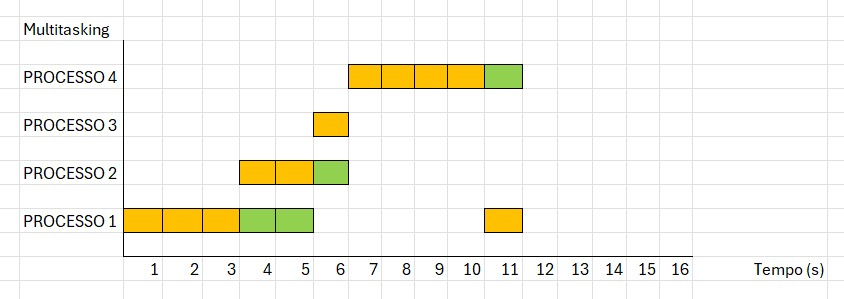 Multitasking
PROCESSO 4
PROCESSO 3
PROCESSO 2
PROCESSO 1
1 2 3 4 5 6 7 8 9 10 11 12 13 14 15 16 Tempo (s)